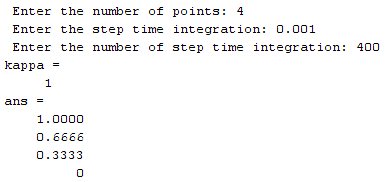 Enter the number of points: 4
Enter the step time integration: 0.001
Enter the number of step time integration: 400
kappa =
1
ans =
1.0000
0.6666
0.3333
0